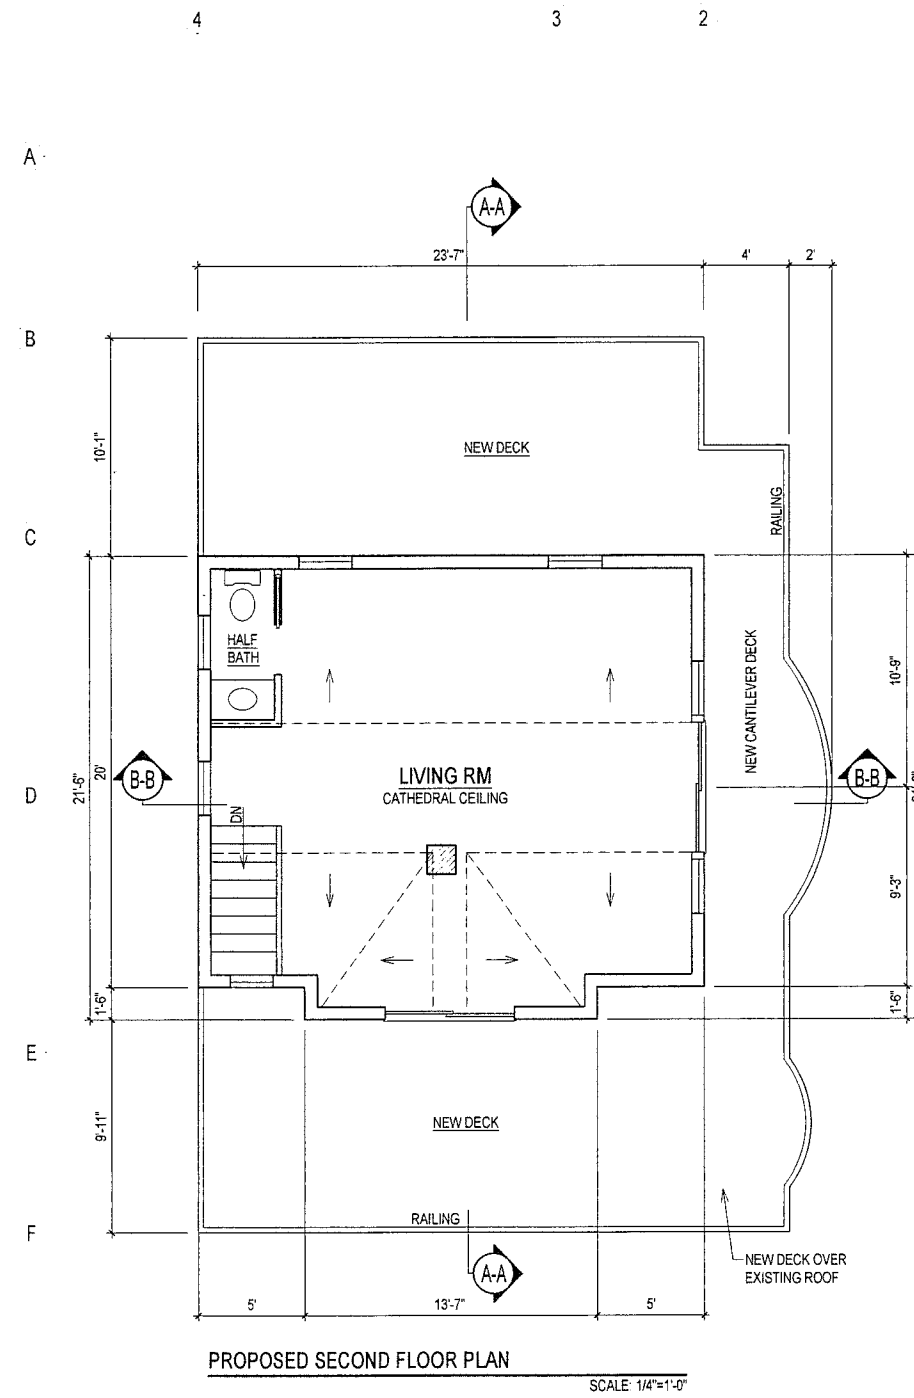 4 3 2
A
A-A
23'-7" 4' 2'
B
10'-1"
NEW DECK
RAILING
C
HALF
BATH
NEW CANTILEVER DECK
10'-9"
LIVING RM
CATHEDRAL CEILING
B-B
B-B
D
21'-6"
20'
DN
9'-3"
1'-6"
1'-6"
E
9'-11"
NEW DECK
RAILING
F
A-A
NEW DECK OVER
EXISTING ROOF
5' 13'-7" 5'
PROPOSED SECOND FLOOR PLAN
SCALE: 1/4"=1'-0"